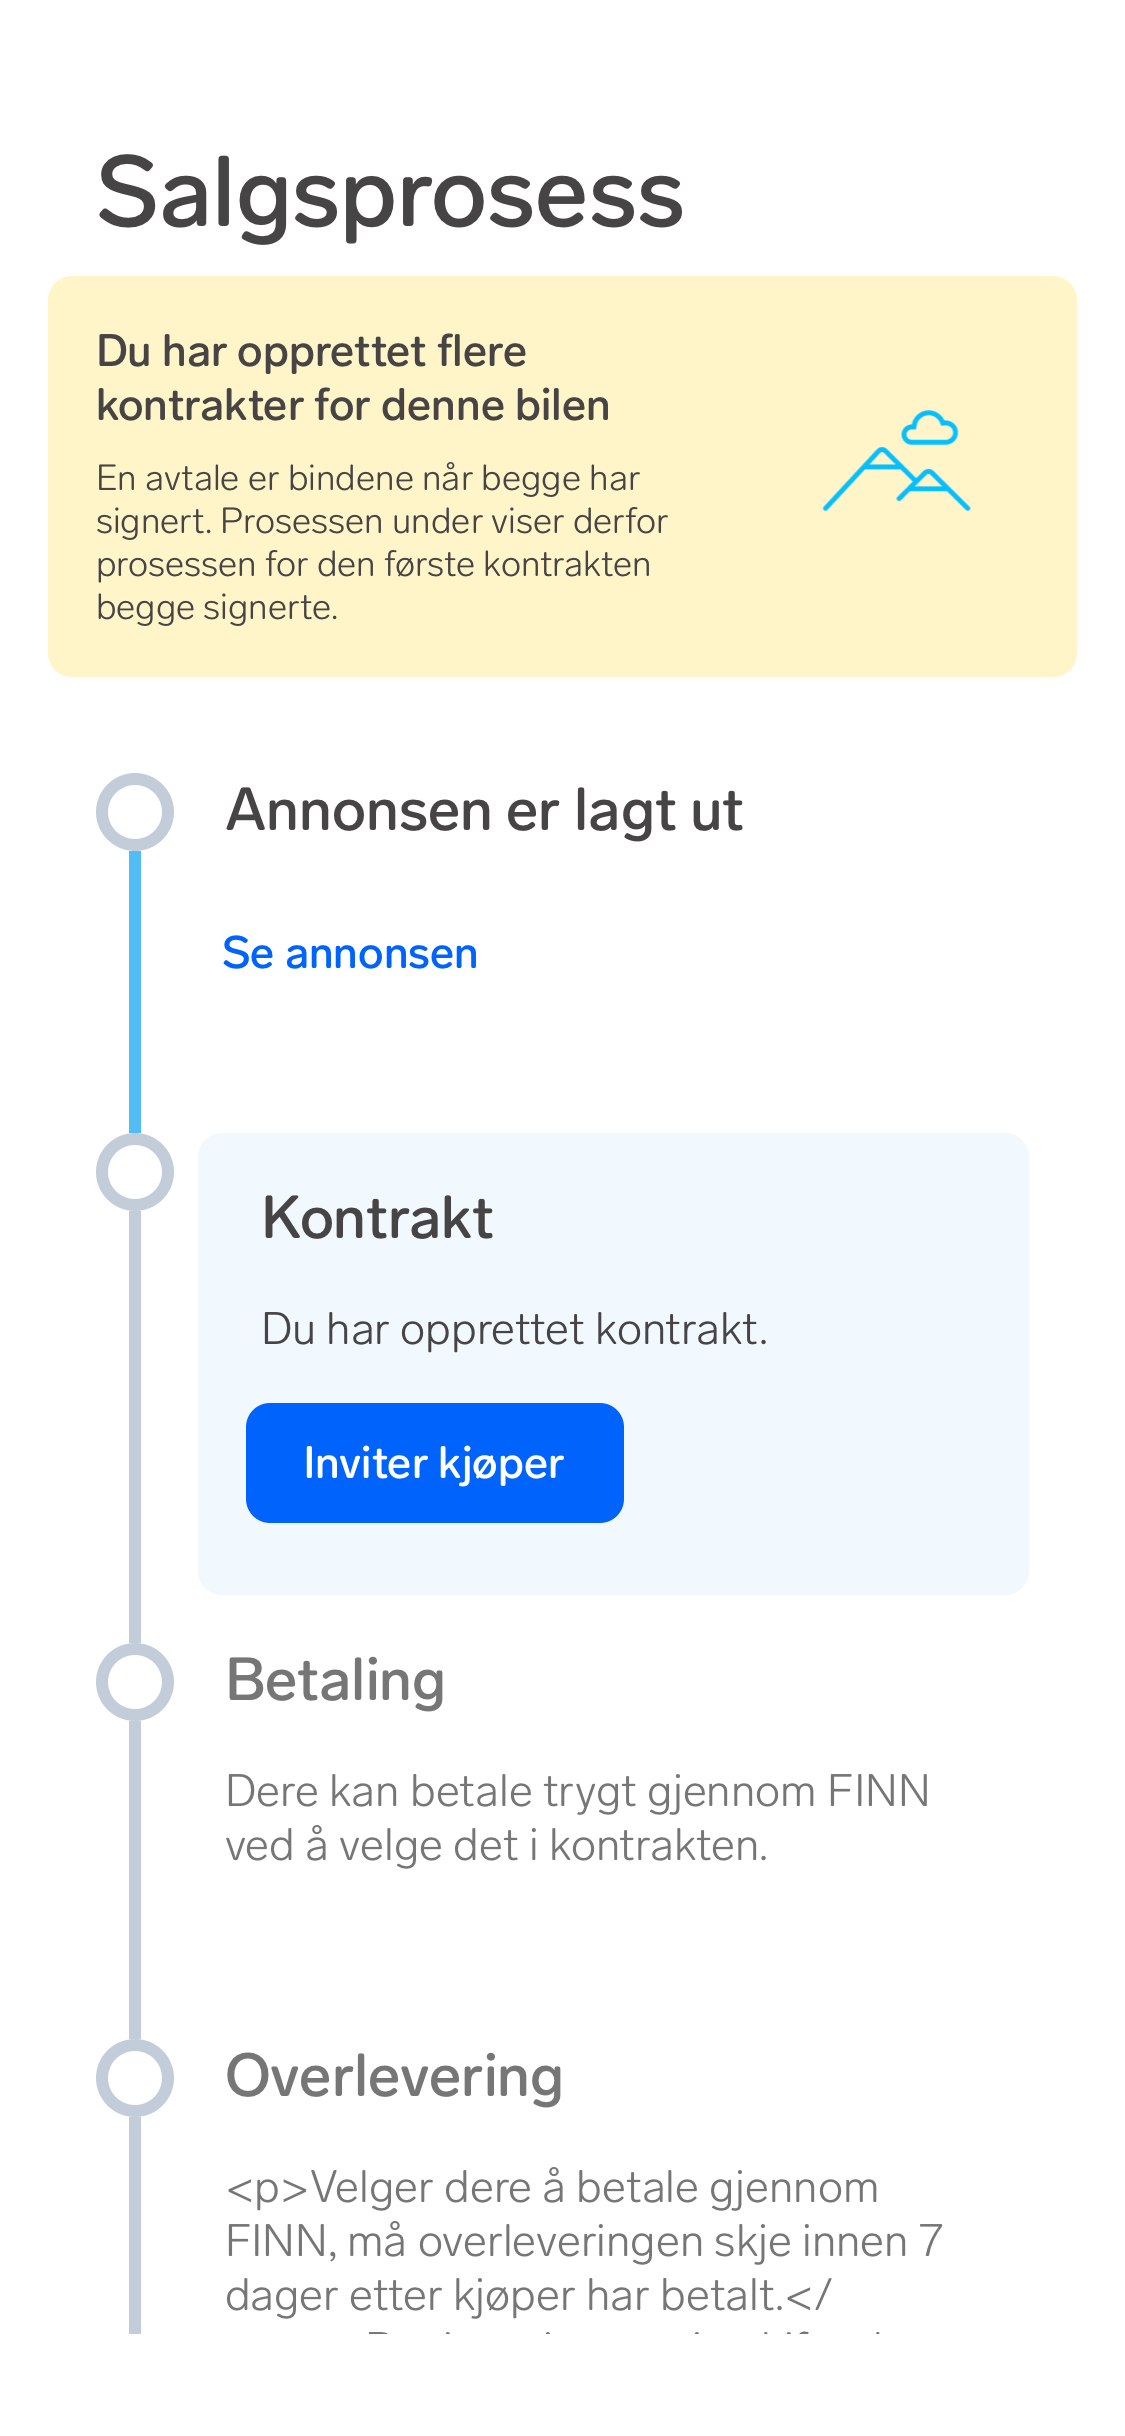 Salgsprosess
Du har opprettet flere
kontrakter for denne bilen
En avtale er bindene når begge har
signert. Prosessen under viser derfor
prosessen for den første kontrakten
begge signerte.
Annonsen er lagt ut
Se annonsen
Kontrakt
Du har opprettet kontrakt.
Inviter kjøper
Betaling
Dere kan betale trygt gjennom FINN
ved å velge det i kontrakten.
Overlevering
<p>Velger dere å betale gjennom
FINN, må overleveringen skje innen 7
dager etter kjøper har betalt.</